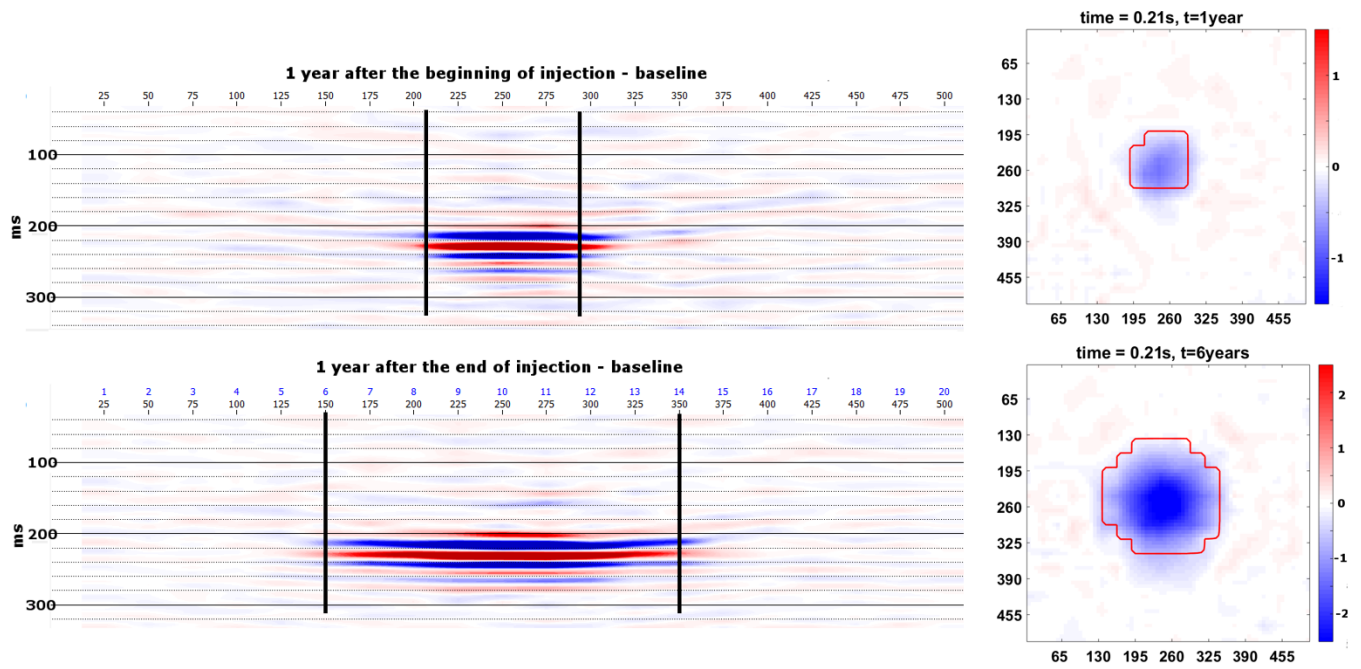 1 year after the beginning of injection - baseline
25 50 75 100 125 150 175 200 225 250 275 300 325 350 375 400 425 450 475 500
100
200
300
ms
time = 0.21s, t=1year
65
130
195
260
325
390
455
65 130 195 260 325 390 455
1
0
-1
1 year after the end of injection - baseline
1 2 3 4 5 6 7 8 9 10 11 12 13 14 15 16 17 18 19 20
25 50 75 100 125 150 175 200 225 250 275 300 325 350 375 400 425 450 475 500
100
200
300
ms
time = 0.21s, t=6years
65
130
195
260
325
390
455
65 130 195 260 325 390 455
2
1
0
-1
-2